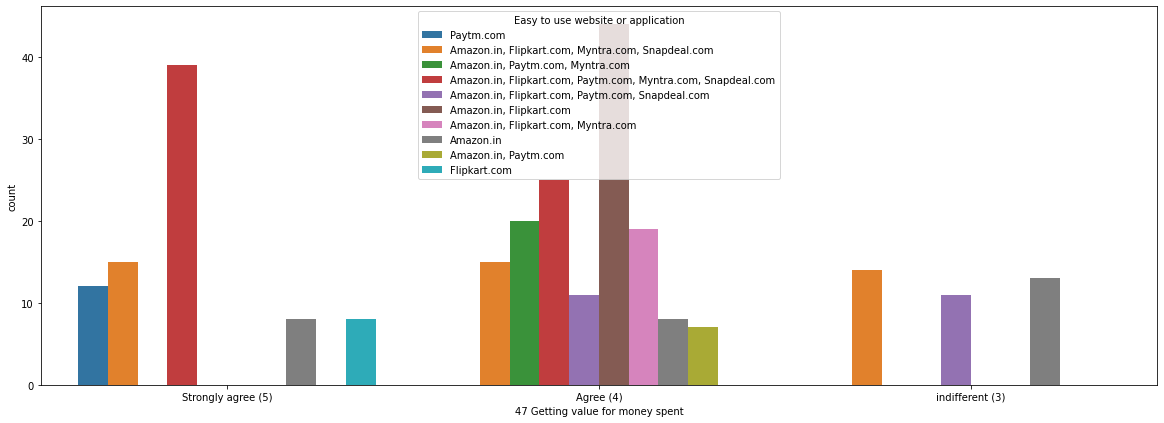 Easy to use website or application
Paytm.com
Amazon.in, Flipkart.com, Myntra.com, Snapdeal.com
Amazon.in, Paytm.com, Myntra.com
Amazon.in, Flipkart.com, Paytm.com, Myntra.com, Snapdeal.com
Amazon.in, Flipkart.com, Paytm.com, Snapdeal.com
Amazon.in, Flipkart.com
Amazon.in, Flipkart.com, Myntra.com
Amazon.in
Amazon.in, Paytm.com
Flipkart.com
40
30
20
10
0
count
Strongly agree (5)
Agree (4)
indifferent (3)
47 Getting value for money spent